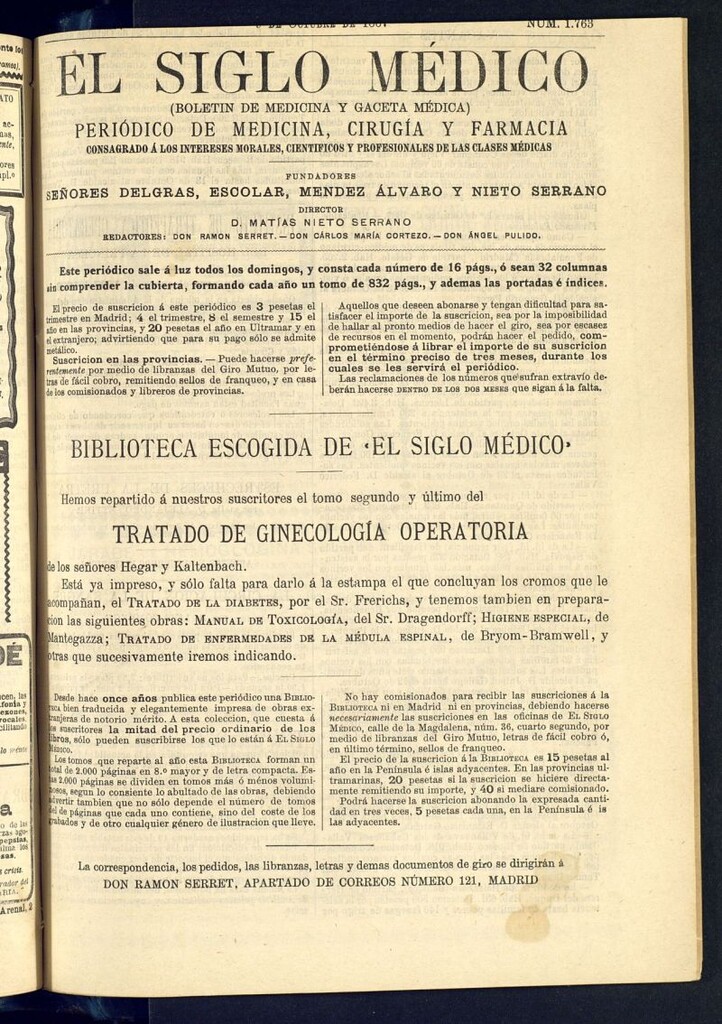 OCTUBRE DE NÚM. 1.763
EL SIGLO MÉDICO
(BOLETIN DE MEDICINA Y GACETA MÉDICA)
PERIÓDICO DE MEDICINA, CIRUGÍA Y FARMACIA
CONSAGRADO Á LOS INTERESES MORALES, CIENTIFICOS Y PROFESIONALES DE LAS CLASES MÉDICAS
FUNDADORES
SEÑORES DELGRAS, ESCOLAR, MENDEZ ÁLVARO Y NIETO SERRANO
DIRECTOR
D. MATÍAS NIETO SERRANO
REDACTORES: DON RAMON SERRET.—DON CÁRLOS MARÍA CORTEZO.—DON ÁNGEL PULIDO.
Este periódico sale á luz todos los domingos, y consta cada número de 16 págs., ó sean 32 columnas
sin comprender la cubierta, formando cada año un tomo de 832 págs., y ademas las portadas é índices.
El precio de suscricion á este periódico es 3 pesetas el
trimestre en Madrid; 4 el trimestre, 8 el semestre y 15 el
año en las provincias, y 20 pesetas el año en Ultramar y en
el extranjero; advirtiendo que para su pago sólo se admite
metálico.
Suscricion en las provincias.—Puede hacerse prefe-
rentemente por medio de libranzas del Giro Mutuo, por le-
tras de fácil cobro, remitiendo sellos de franqueo, y en casa
de los comisionados y libreros de provincias.
Aquellos que deseen abonarse y tengan dificultad para sa-
tisfacer el importe de la suscricion, sea por la imposibilidad
de hallar al pronto medios de hacer el giro, sea por escasez
de recursos en el momento, podrán hacer el pedido, com-
prometiéndose á librar el importe de su suscricion
en el término preciso de tres meses, durante los
cuales se les servirá el periódico.
Las reclamaciones de los números que sufran extravío de-
berán hacerse DENTRO DE LOS DOS MESES que sigan á la falta.
BIBLIOTECA ESCOGIDA DE «EL SIGLO MÉDICO»
Hemos repartido á nuestros suscritores el tomo segundo y último del
TRATADO DE GINECOLOGÍA OPERATORIA
de los señores Hegar y Kaltenbach.
Está ya impreso, y sólo falta para darlo á la estampa el que concluyan los cromos que le
acompañan, el TRATADO DE LA DIABETES, por el Sr. Frerichs, y tenemos tambien en prepara-
cion las siguientes obras: MANUAL DE TOXICOLOGÍA, del Sr. Dragendorff; HIGIENE ESPECIAL, de
Mantegazza; TRATADO DE ENFERMEDADES DE LA MÉDULA ESPINAL, de Bryom-Bramwell, y
otras que sucesivamente iremos indicando.
Desde hace once años publica este periódico una BIBLIO-
TECA bien traducida y elegantemente impresa de obras ex-
tranjeras de notorio mérito. A esta coleccion, que cuesta á
los suscritores la mitad del precio ordinario de los
libros, sólo pueden suscribirse los que lo están á EL SIGLO
MÉDICO.
Los tomos que reparte al año esta BIBLIOTECA forman un
total de 2.000 páginas en 8.º mayor y de letra compacta. Es-
tas 2.000 páginas se dividen en tomos más ó ménos volumi-
nosos, segun lo consiente lo abultado de las obras, debiendo
advertir tambien que no sólo depende el número de tomos
del de páginas que cada uno contiene, sino del coste de los
grabados y de otro cualquier género de ilustracion que lleve.
No hay comisionados para recibir las suscriciones á la
BIBLIOTECA ni en Madrid ni en provincias, debiendo hacerse
necesariamente las suscriciones en las oficinas de EL SIGLO
MÉDICO, calle de la Magdalena, núm. 36, cuarto segundo, por
medio de libranzas del Giro Mutuo, letras de fácil cobro ó,
en último término, sellos de franqueo.
El precio de la suscricion á la BIBLIOTECA es 15 pesetas al
año en la Península é islas adyacentes. En las provincias ul-
tramarinas, 20 pesetas si la suscricion se hiciere directa-
mente remitiendo su importe, y 40 si mediare comisionado.
Podrá hacerse la suscricion abonando la expresada canti-
dad en tres veces, 5 pesetas cada una, en la Península é is-
las adyacentes.
La correspondencia, los pedidos, las libranzas, letras y demas documentos de giro se dirigirán á
DON RAMON SERRET, APARTADO DE CORREOS NÚMERO 121, MADRID